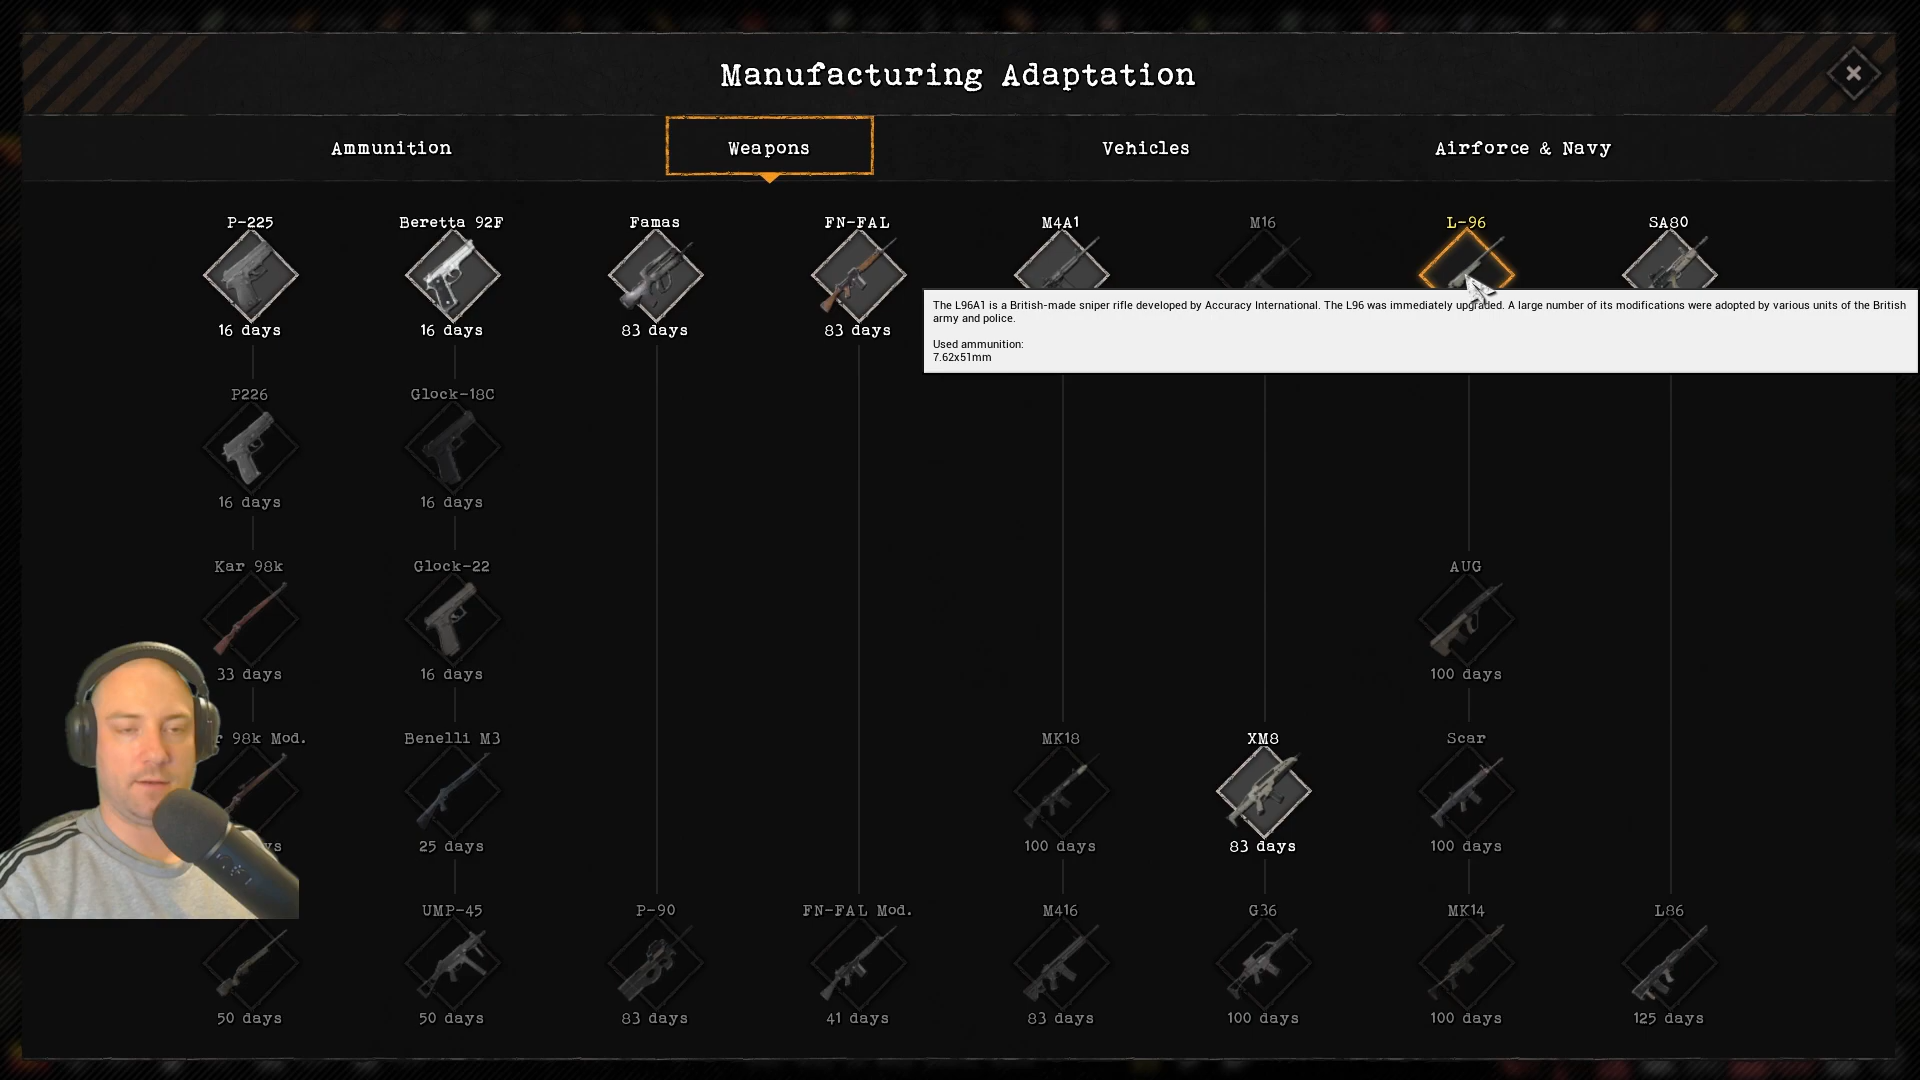 Manufacturing Adaptation
Ammunition
Weapons
Vehicles
Airforce & Navy
P-225
Beretta 92F
Famas
FN-FAL
M4A1
M16
L-96
SA80
16 days
16 days
83 days
83 days
The L96A1 is a British-made sniper rifle developed by Accuracy International. The L96 was immediately upgraded. A large number of its modifications were adopted by various units of the British
army and police.
Used ammunition:
7.62x51mm
P226
Glock-18C
16 days
16 days
Kar 98k
Glock-22
AUG
33 days
16 days
100 days
98k Mod.
Benelli M3
MK18
XM8
Scar
25 days
100 days
83 days
100 days
UMP-45
P-90
FN-FAL Mod.
M416
G36
MK14
L86
50 days
50 days
83 days
41 days
83 days
100 days
100 days
125 days